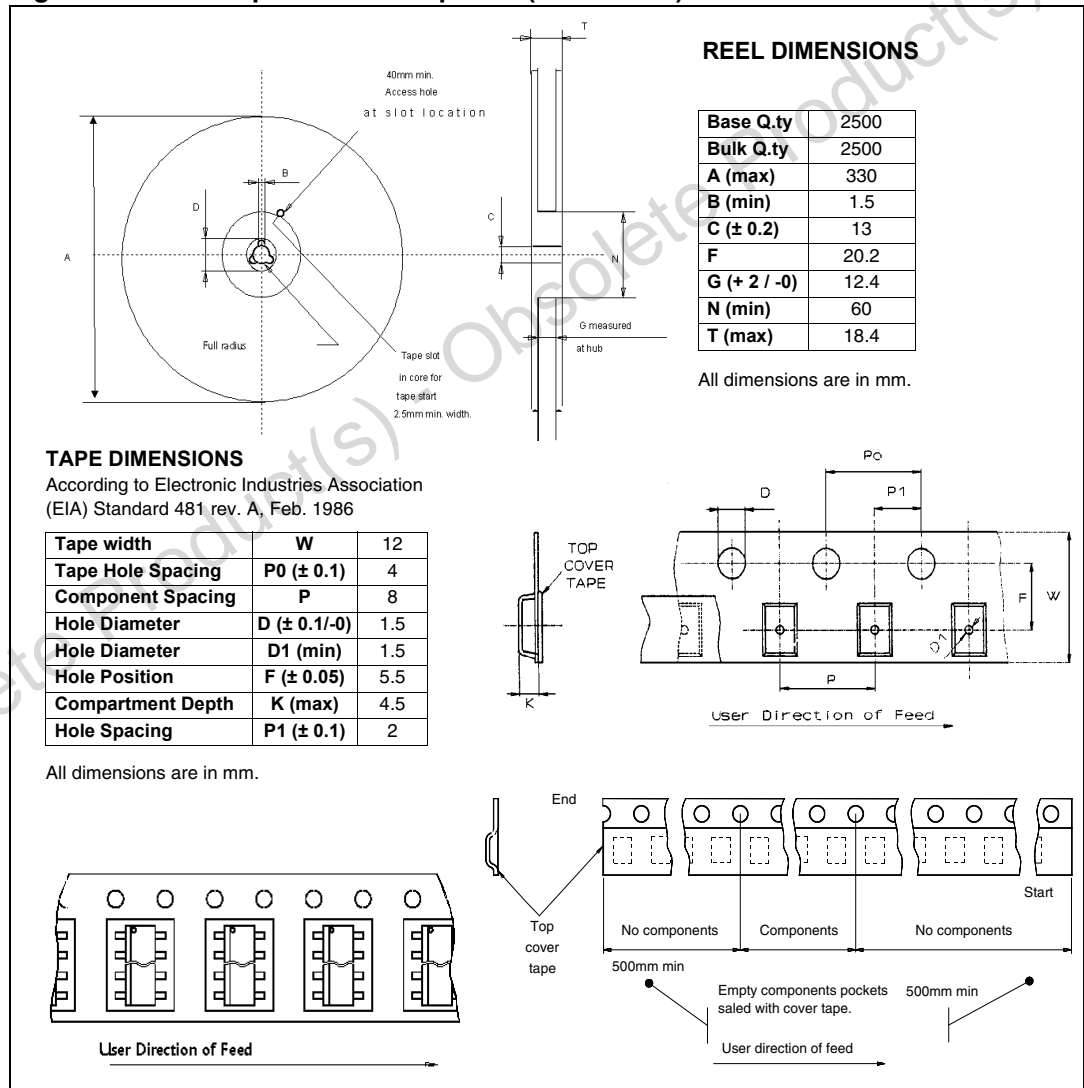 T
REEL DIMENSIONS
40mm min.
Access hole
at slot location
B
D
C
A
N
G measured
at hub
Full radius
Tape slot
in core for
tape start
2.5mm min. width.
Base Q.ty 2500
Bulk Q.ty 2500
A (max) 330
B (min) 1.5
C (± 0.2) 13
F 20.2
G (+ 2 / -0) 12.4
N (min) 60
T (max) 18.4
All dimensions are in mm.
TAPE DIMENSIONS
According to Electronic Industries Association
(EIA) Standard 481 rev. A, Feb. 1986
Tape width W 12
Tape Hole Spacing P0 (± 0.1) 4
Component Spacing P 8
Hole Diameter D (± 0.1/-0) 1.5
Hole Diameter D1 (min) 1.5
Hole Position F (± 0.05) 5.5
Compartment Depth K (max) 4.5
Hole Spacing P1 (± 0.1) 2
All dimensions are in mm.
TOP
COVER
TAPE
K
Po
D
P1
F
W
D1
P
User Direction of Feed
End
Start
Top
cover
tape
No components
Components
No components
500mm min
Empty components pockets
saled with cover tape.
500mm min
User direction of feed
User Direction of Feed
Obsolete Product(s) - Obsolete Product(s)